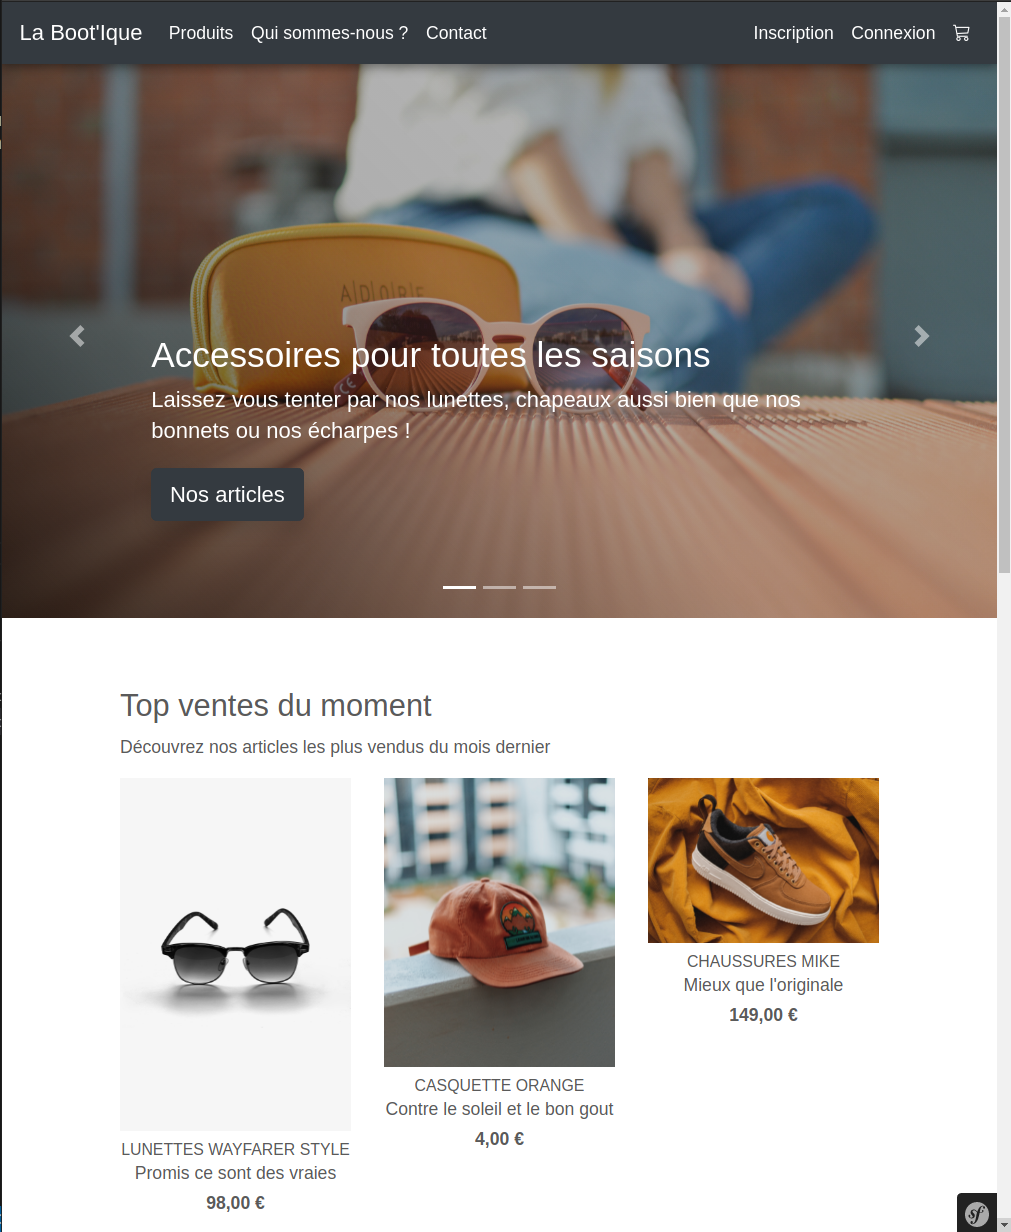 La Boot'Ique Produits Qui sommes-nous ? Contact Inscription Connexion
A|D|O|R|E
Accessoires pour toutes les saisons
Laissez vous tenter par nos lunettes, chapeaux aussi bien que nos
bonnets ou nos écharpes !
Nos articles
Top ventes du moment
Découvrez nos articles les plus vendus du mois dernier
CHAUSSURES MIKE
Mieux que l'originale
149,00 €
CASQUETTE ORANGE
Contre le soleil et le bon gout
4,00 €
LUNETTES WAYFARER STYLE
Promis ce sont des vraies
98,00 €
sf